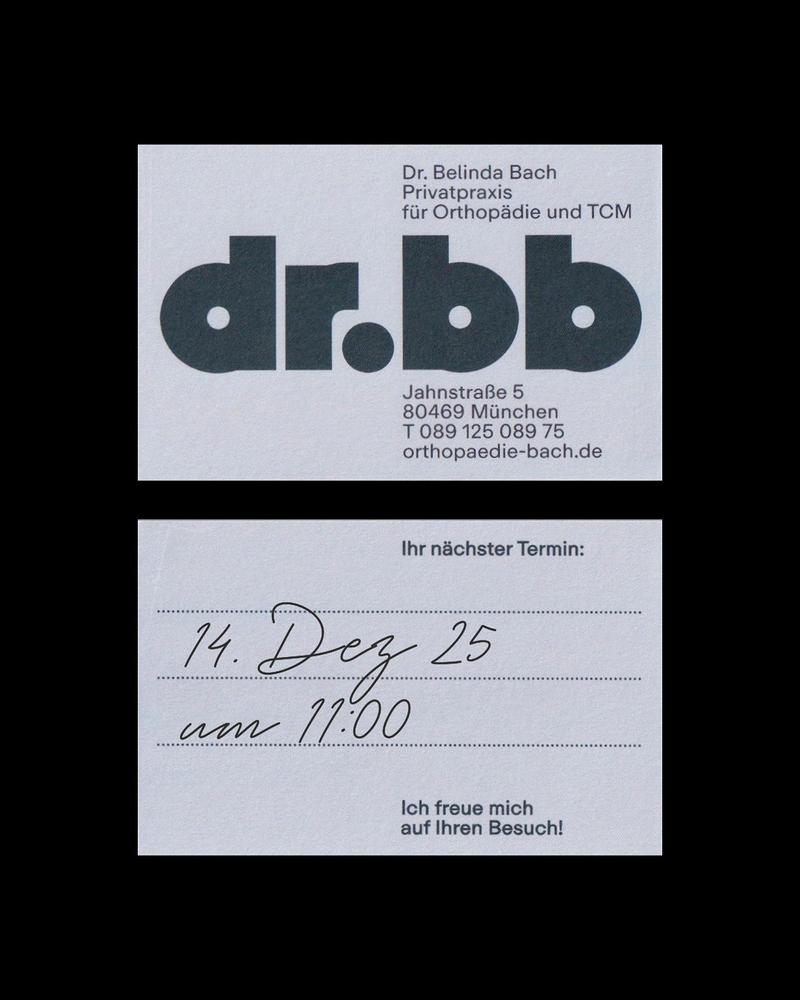 Dr. Belinda Bach
Privatpraxis
für Orthopädie und TCM
dr.bb
Jahnstraße 5
80469 München
T 089 125 089 75
orthopaedie-bach.de
Ihr nächster Termin:
14. Dez 25
um 11:00
Ich freue mich
auf Ihren Besuch!